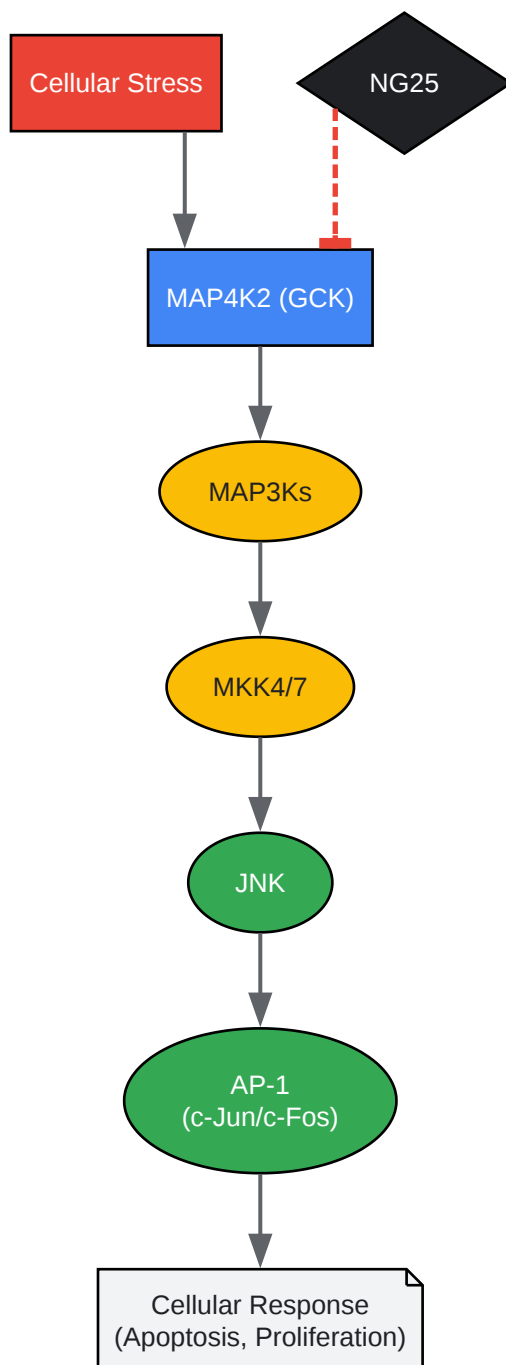 Cellular Stress
NG25
MAP4K2 (GCK)
MAP3Ks
MKK4/7
JNK
AP-1
(c-Jun/c-Fos)
Cellular Response
(Apoptosis, Proliferation)